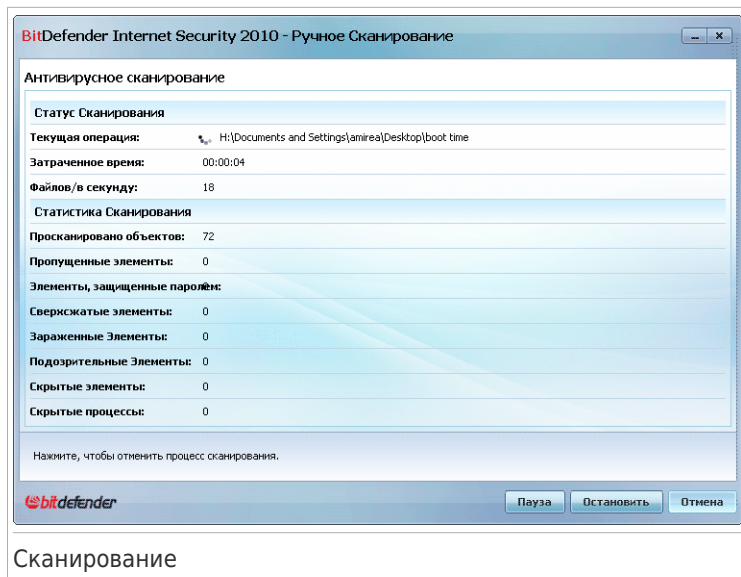 BitDefender Internet Security 2010 - Ручное Сканирование
Антивирусное сканирование
Статус Сканирования
Текущая операция: H:\Documents and Settings\amirea\Desktop\boot time
Затраченное время: 00:00:04
Файлов/в секунду: 18
Статистика Сканирования
Просканировано объектов: 72
Пропущенные элементы: 0
Элементы, защищенные паролем: 0
Сверхсжатые элементы: 0
Зараженные Элементы: 0
Подозрительные Элементы: 0
Скрытые элементы: 0
Скрытые процессы: 0
Нажмите, чтобы отменить процесс сканирования.
bitdefender Пауза Остановить Отмена
Сканирование